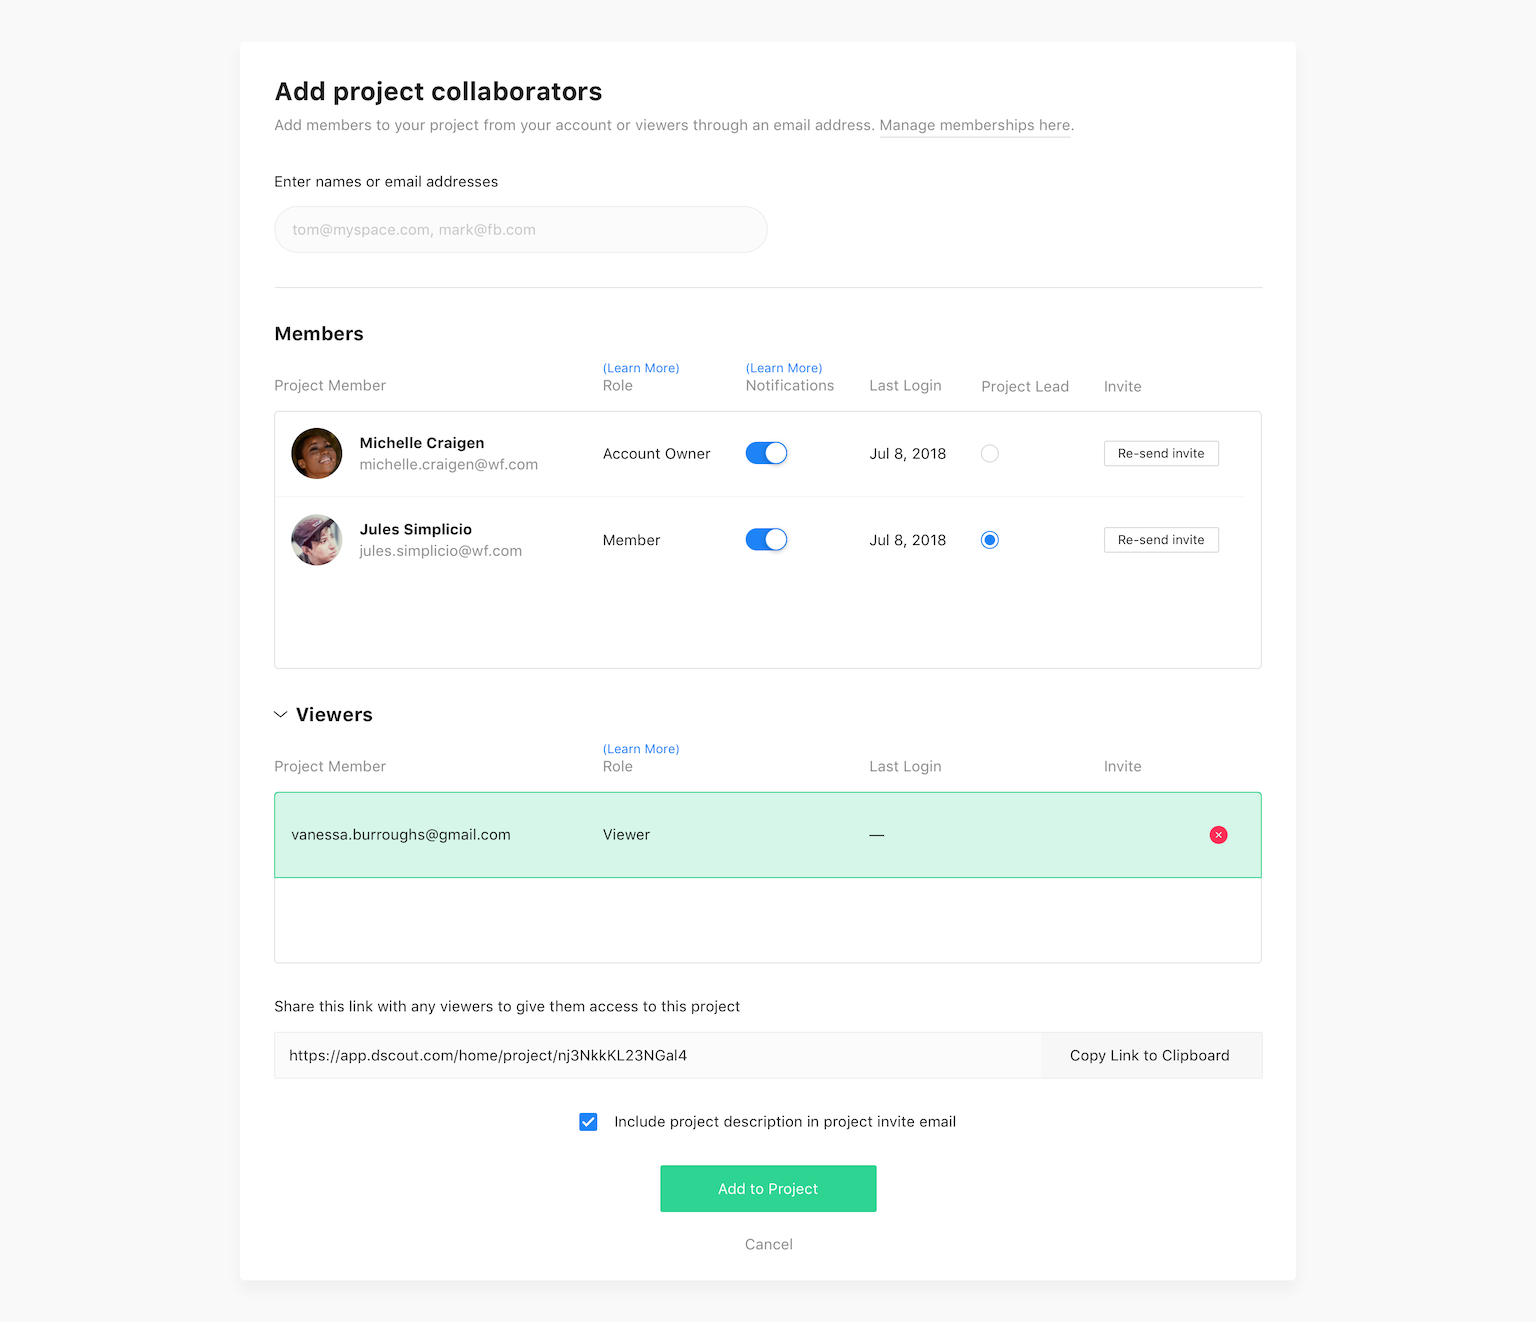 Add project collaborators
Add members to your project from your account or viewers through an email address. Manage memberships here.
Enter names or email addresses
tom@myspace.com, mark@fb.com
Members
(Learn More) (Learn More)
Project Member Role Notifications Last Login Project Lead Invite
Michelle Craigen
michelle.craigen@wf.com
Account Owner Jul 8, 2018 Re-send invite
Jules Simplicio
jules.simplicio@wf.com
Member Jul 8, 2018 Re-send invite
Viewers
(Learn More)
Project Member Role Last Login Invite
vanessa.burroughs@gmail.com Viewer —
Share this link with any viewers to give them access to this project
https://app.dscout.com/home/project/nj3NkkKL23NGal4 Copy Link to Clipboard
Include project description in project invite email
Add to Project
Cancel